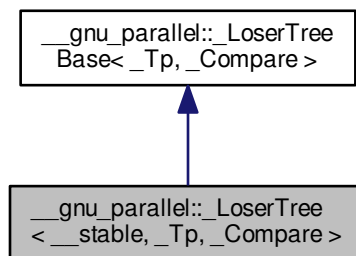 __gnu_parallel::_LoserTree
Base< _Tp, _Compare >
__gnu_parallel::_LoserTree
< __stable, _Tp, _Compare >